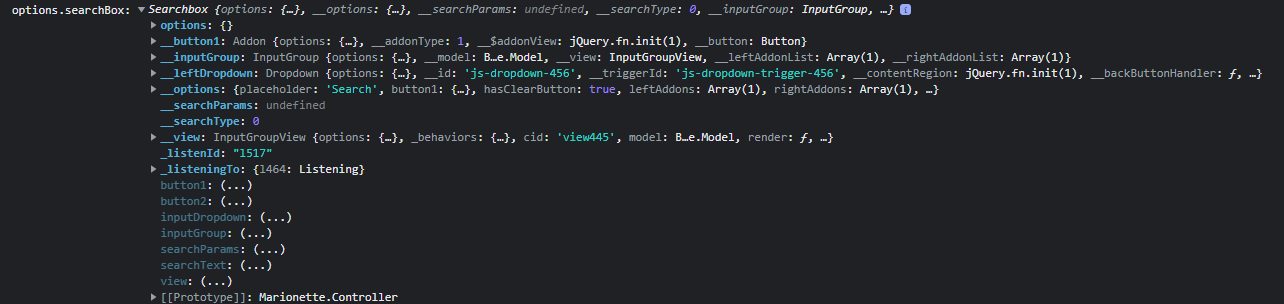 options.searchBox: ▼Searchbox {options: {…}, __options: {…}, __searchParams: undefined, __searchType: 0, __inputGroup: InputGroup, …} i
▶options: {}
▶__button1: Addon {options: {…}, __addonType: 1, __$addonView: jQuery.fn.init(1), __button: Button}
▶__inputGroup: InputGroup {options: {…}, __model: B…e.Model, __view: InputGroupView, __leftAddonList: Array(1), __rightAddonList: Array(1)}
▶__leftDropdown: Dropdown {options: {…}, __id: 'js-dropdown-456', __triggerId: 'js-dropdown-trigger-456', __contentRegion: jQuery.fn.init(1), __backButtonHandler: ƒ, …}
▶__options: {placeholder: 'Search', button1: {…}, hasClearButton: true, leftAddons: Array(1), rightAddons: Array(1), …}
__searchParams: undefined
__searchType: 0
▶__view: InputGroupView {options: {…}, _behaviors: {…}, cid: 'view445', model: B…e.Model, render: ƒ, …}
_listenId: "l517"
▶_listeningTo: {l464: Listening}
button1: (...)
button2: (...)
inputDropdown: (...)
inputGroup: (...)
searchParams: (...)
searchText: (...)
view: (...)
▶[[Prototype]]: Marionette.Controller